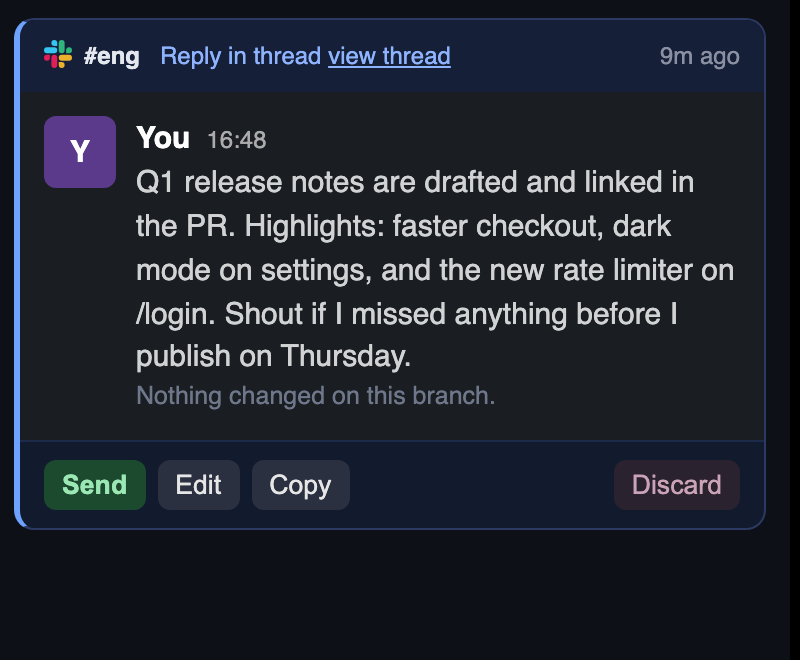 #eng Reply in thread view thread 9m ago
Y
You 16:48
Q1 release notes are drafted and linked in
the PR. Highlights: faster checkout, dark
mode on settings, and the new rate limiter on
/login. Shout if I missed anything before I
publish on Thursday.
Nothing changed on this branch.
Send Edit Copy Discard